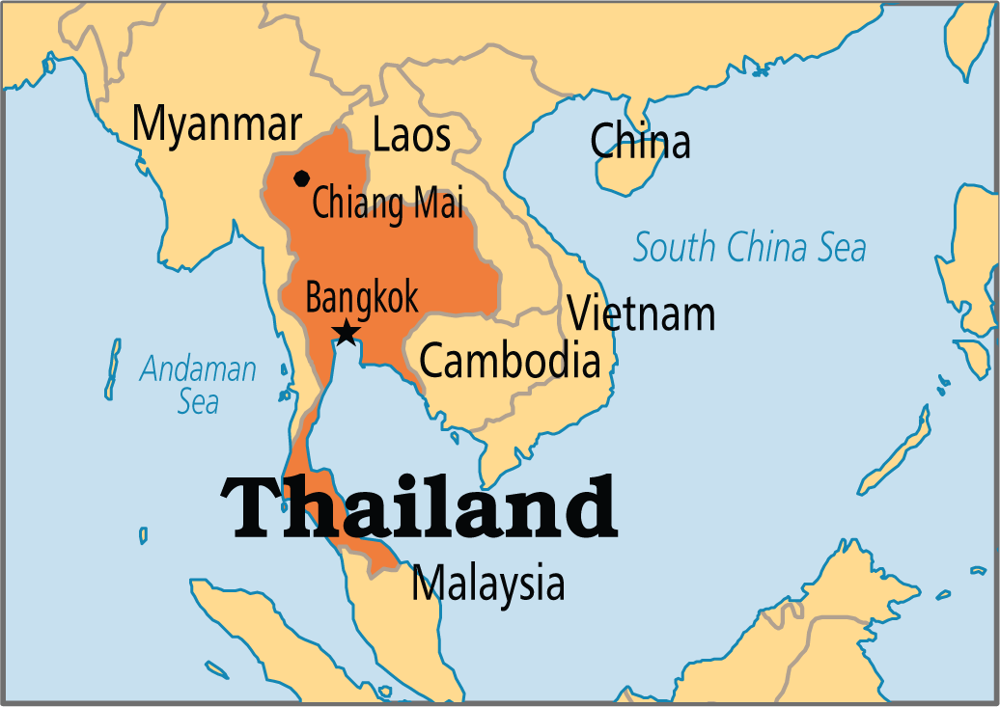 Myanmar
Laos
China
Chiang Mai
South China Sea
Bangkok
Vietnam
Andaman
Sea
Cambodia
Thailand
Malaysia